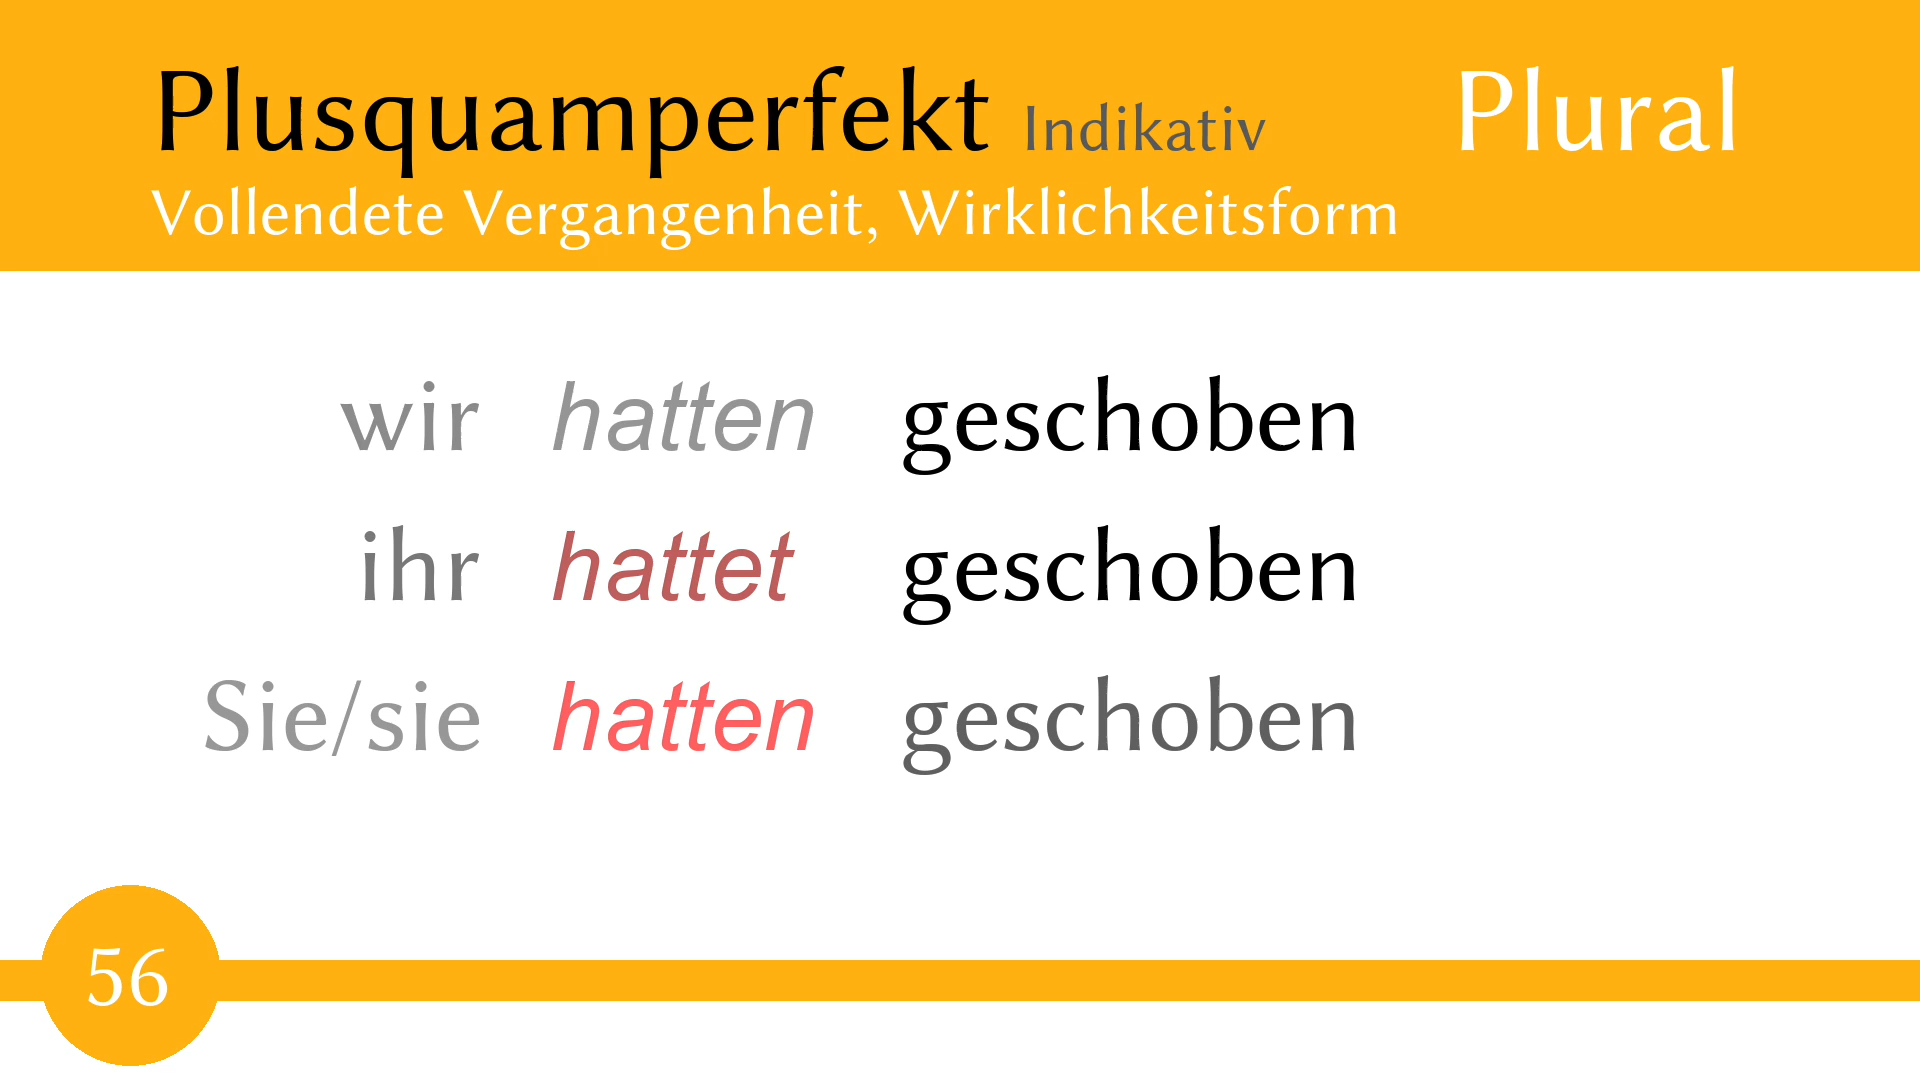 Plusquamperfekt Indikativ Plural
Vollendete Vergangenheit, Wirklichkeitsform
wir hatten geschoben
ihr hattet geschoben
Sie/sie hatten geschoben
56